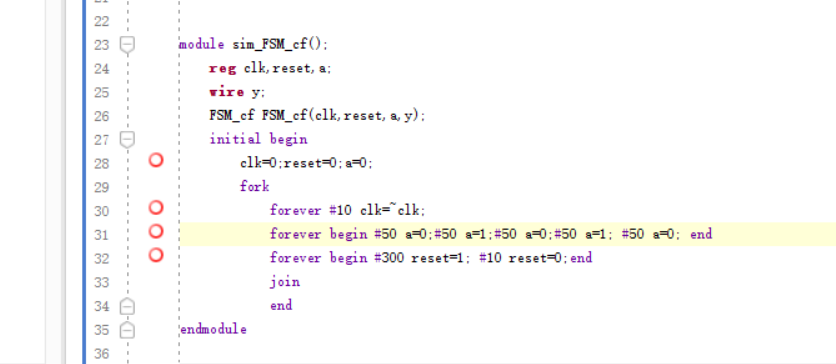 22
23 module sim_FSM_cf();
24 reg clk,reset,a;
25 wire y;
26 FSM_cf FSM_cf(clk,reset,a,y);
27 initial begin
28 clk=0;reset=0;a=0;
29 fork
30 forever #10 clk=~clk;
31 forever begin #50 a=0;#50 a=1;#50 a=0;#50 a=1; #50 a=0; end
32 forever begin #300 reset=1; #10 reset=0;end
33 join
34 end
35 endmodule
36